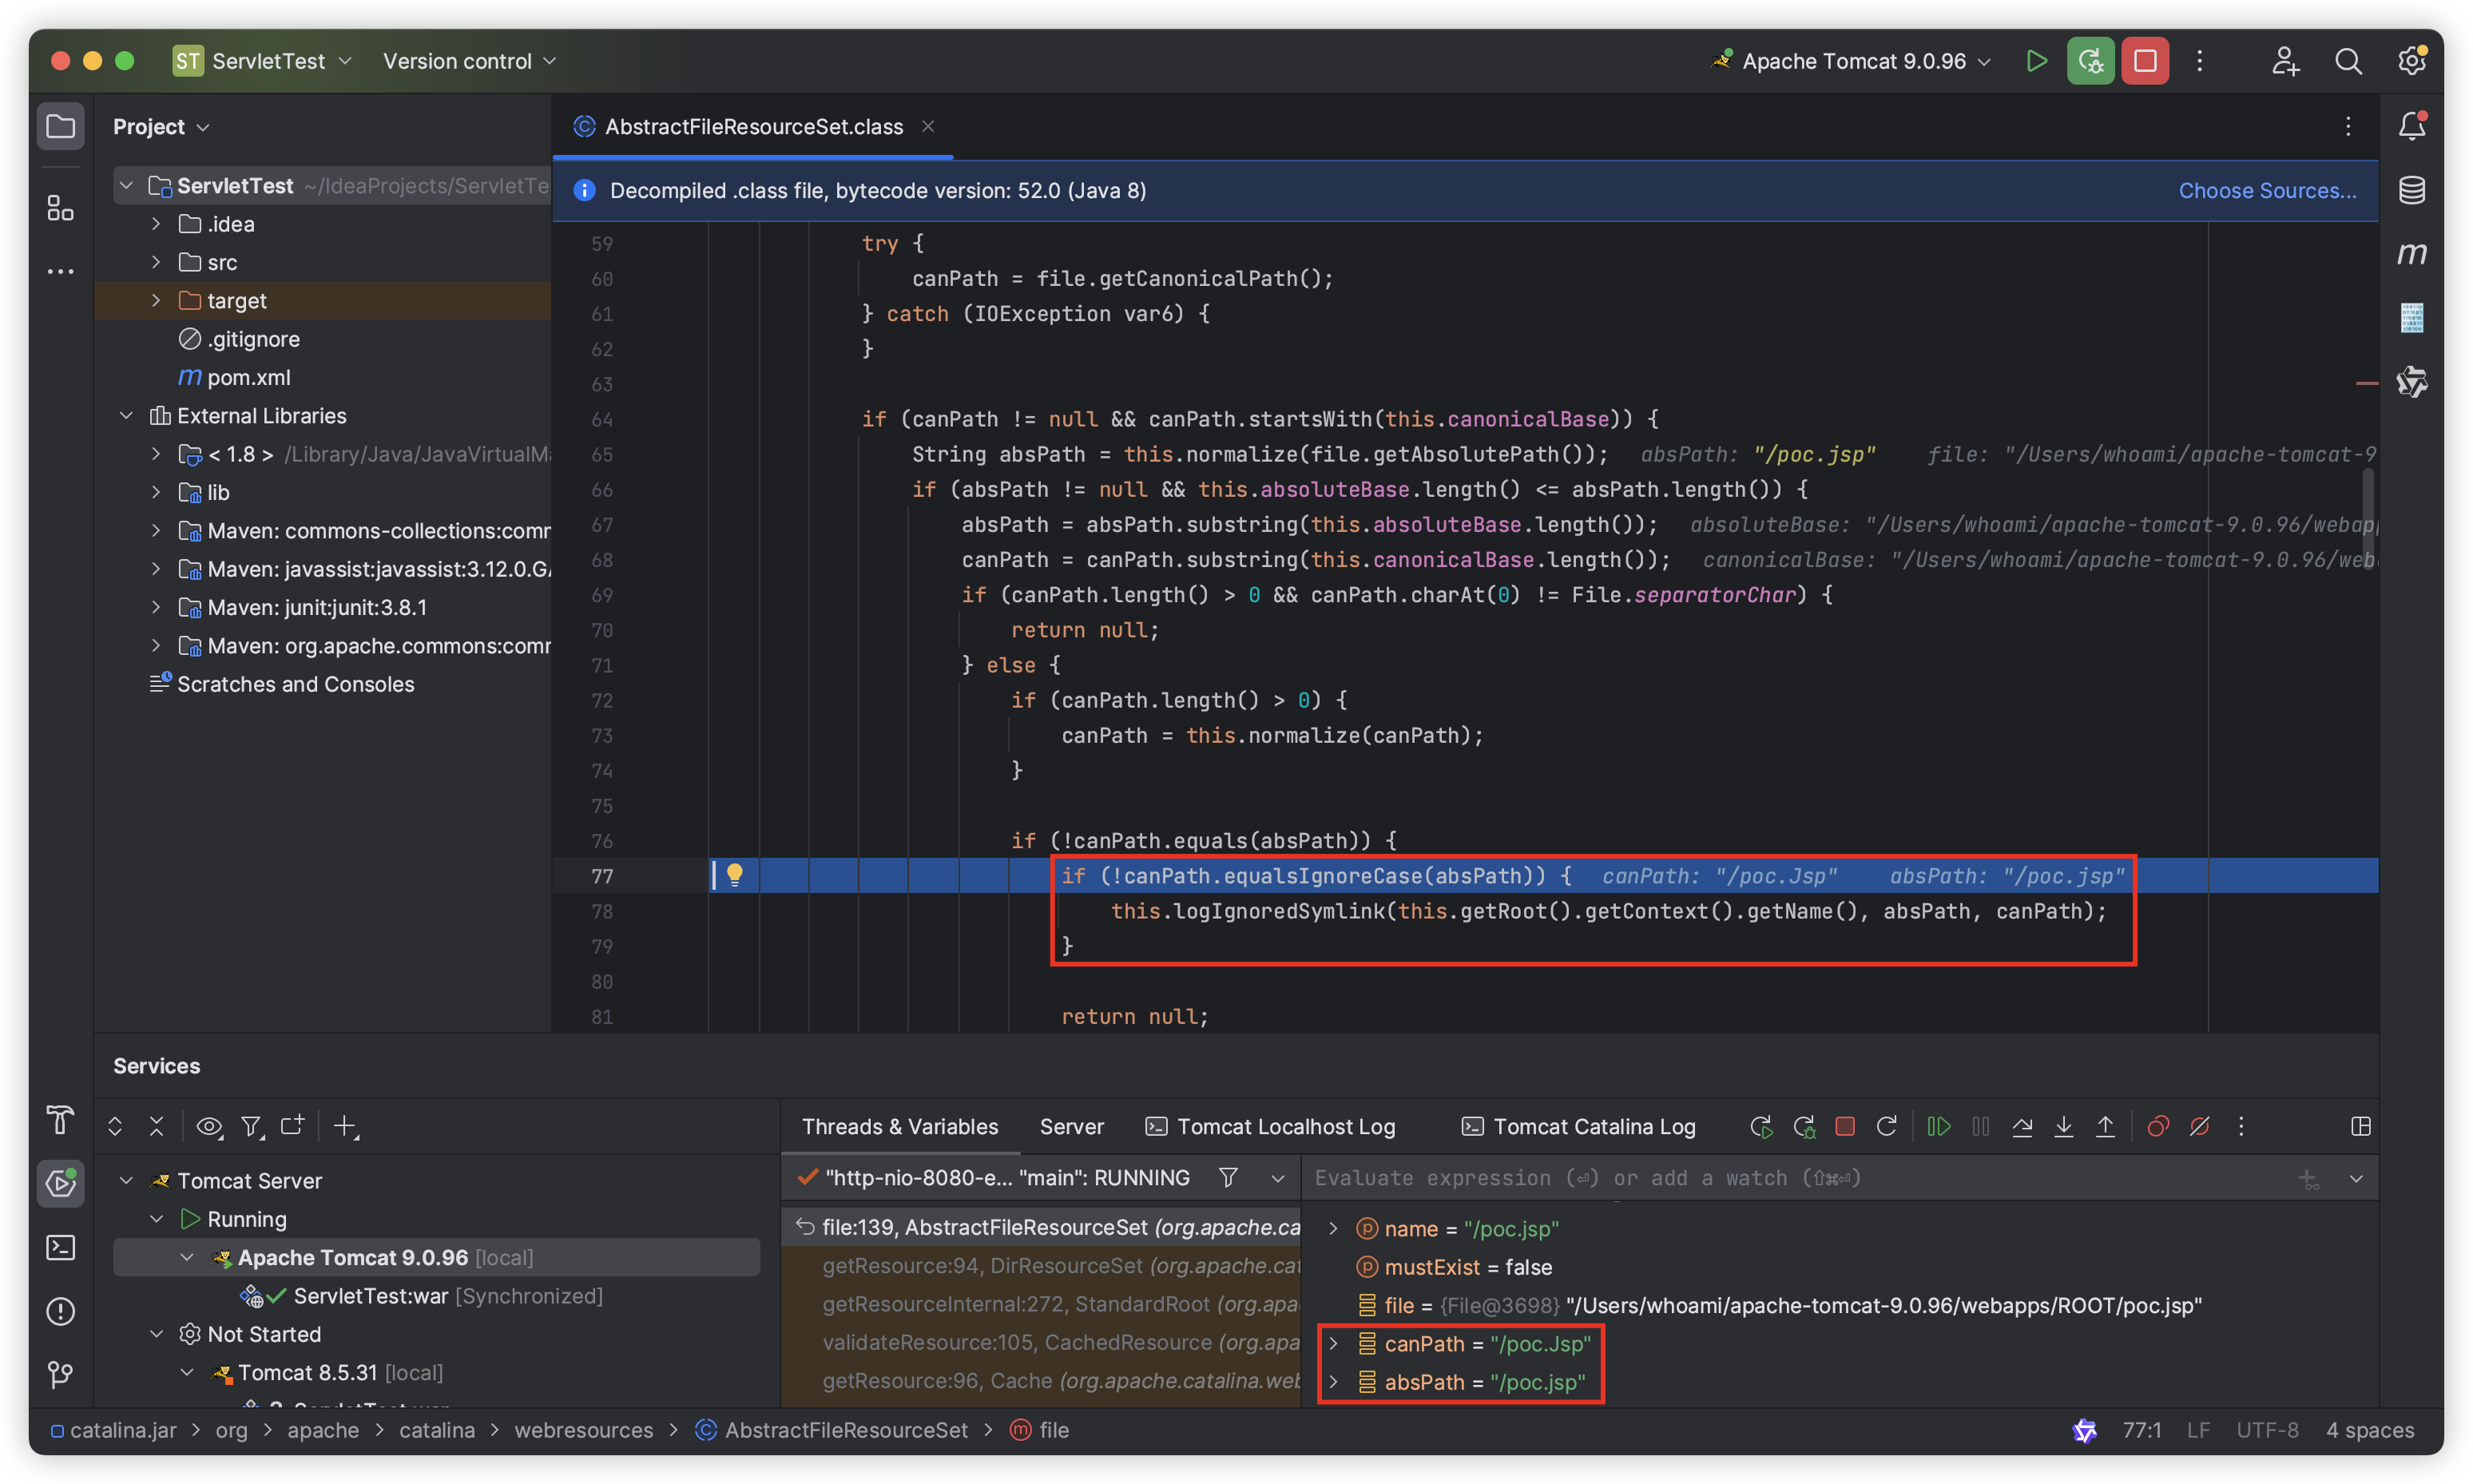 ST ServletTest Version control Apache Tomcat 9.0.96
Project
AbstractFileResourceSet.class
ServletTest ~/IdeaProjects/ServletTe
.idea
src
target
.gitignore
pom.xml
External Libraries
< 1.8 > /Library/Java/JavaVirtualMa
lib
Maven: commons-collections:comm
Maven: javassist:javassist:3.12.0.GA
Maven: junit:junit:3.8.1
Maven: org.apache.commons:comm
Scratches and Consoles
Decompiled .class file, bytecode version: 52.0 (Java 8) Choose Sources...
59 try {
60 canPath = file.getCanonicalPath();
61 } catch (IOException var6) {
62 }
63
64 if (canPath != null && canPath.startsWith(this.canonicalBase)) {
65 String absPath = this.normalize(file.getAbsolutePath()); absPath: "/poc.jsp" file: "/Users/whoami/apache-tomcat-9
66 if (absPath != null && this.absoluteBase.length() <= absPath.length()) {
67 absPath = absPath.substring(this.absoluteBase.length()); absoluteBase: "/Users/whoami/apache-tomcat-9.0.96/webapp
68 canPath = canPath.substring(this.canonicalBase.length()); canonicalBase: "/Users/whoami/apache-tomcat-9.0.96/web
69 if (canPath.length() > 0 && canPath.charAt(0) != File.separatorChar) {
70 return null;
71 } else {
72 if (canPath.length() > 0) {
73 canPath = this.normalize(canPath);
74 }
75
76 if (!canPath.equals(absPath)) {
77 if (!canPath.equalsIgnoreCase(absPath)) { canPath: "/poc.Jsp" absPath: "/poc.jsp"
78 this.logIgnoredSymlink(this.getRoot().getContext().getName(), absPath, canPath);
79 }
80
81 return null;
Services
Tomcat Server
Running
Apache Tomcat 9.0.96 [local]
ServletTest:war [Synchronized]
Not Started
Tomcat 8.5.31 [local]
Threads & Variables Server Tomcat Localhost Log Tomcat Catalina Log
"http-nio-8080-e... "main": RUNNING
file:139, AbstractFileResourceSet (org.apache.ca
getResource:94, DirResourceSet (org.apache.cat
getResourceInternal:272, StandardRoot (org.apa
validateResource:105, CachedResource (org.apa
getResource:96, Cache (org.apache.catalina.web
Evaluate expression (⏎) or add a watch (⇧⌘⏎)
name = "/poc.jsp"
mustExist = false
file = {File@3698} "/Users/whoami/apache-tomcat-9.0.96/webapps/ROOT/poc.jsp"
canPath = "/poc.Jsp"
absPath = "/poc.jsp"
catalina.jar > org > apache > catalina > webresources > AbstractFileResourceSet > file 77:1 LF UTF-8 4 spaces